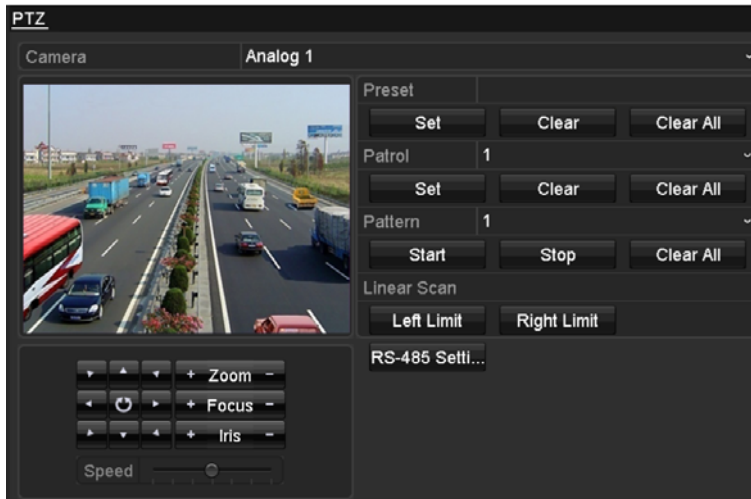 PTZ
Camera Analog 1
Preset
Set Clear Clear All
Patrol 1
Set Clear Clear All
Pattern 1
Start Stop Clear All
Linear Scan
Left Limit Right Limit
RS-485 Setti...
+ Zoom -
+ Focus -
+ Iris -
Speed